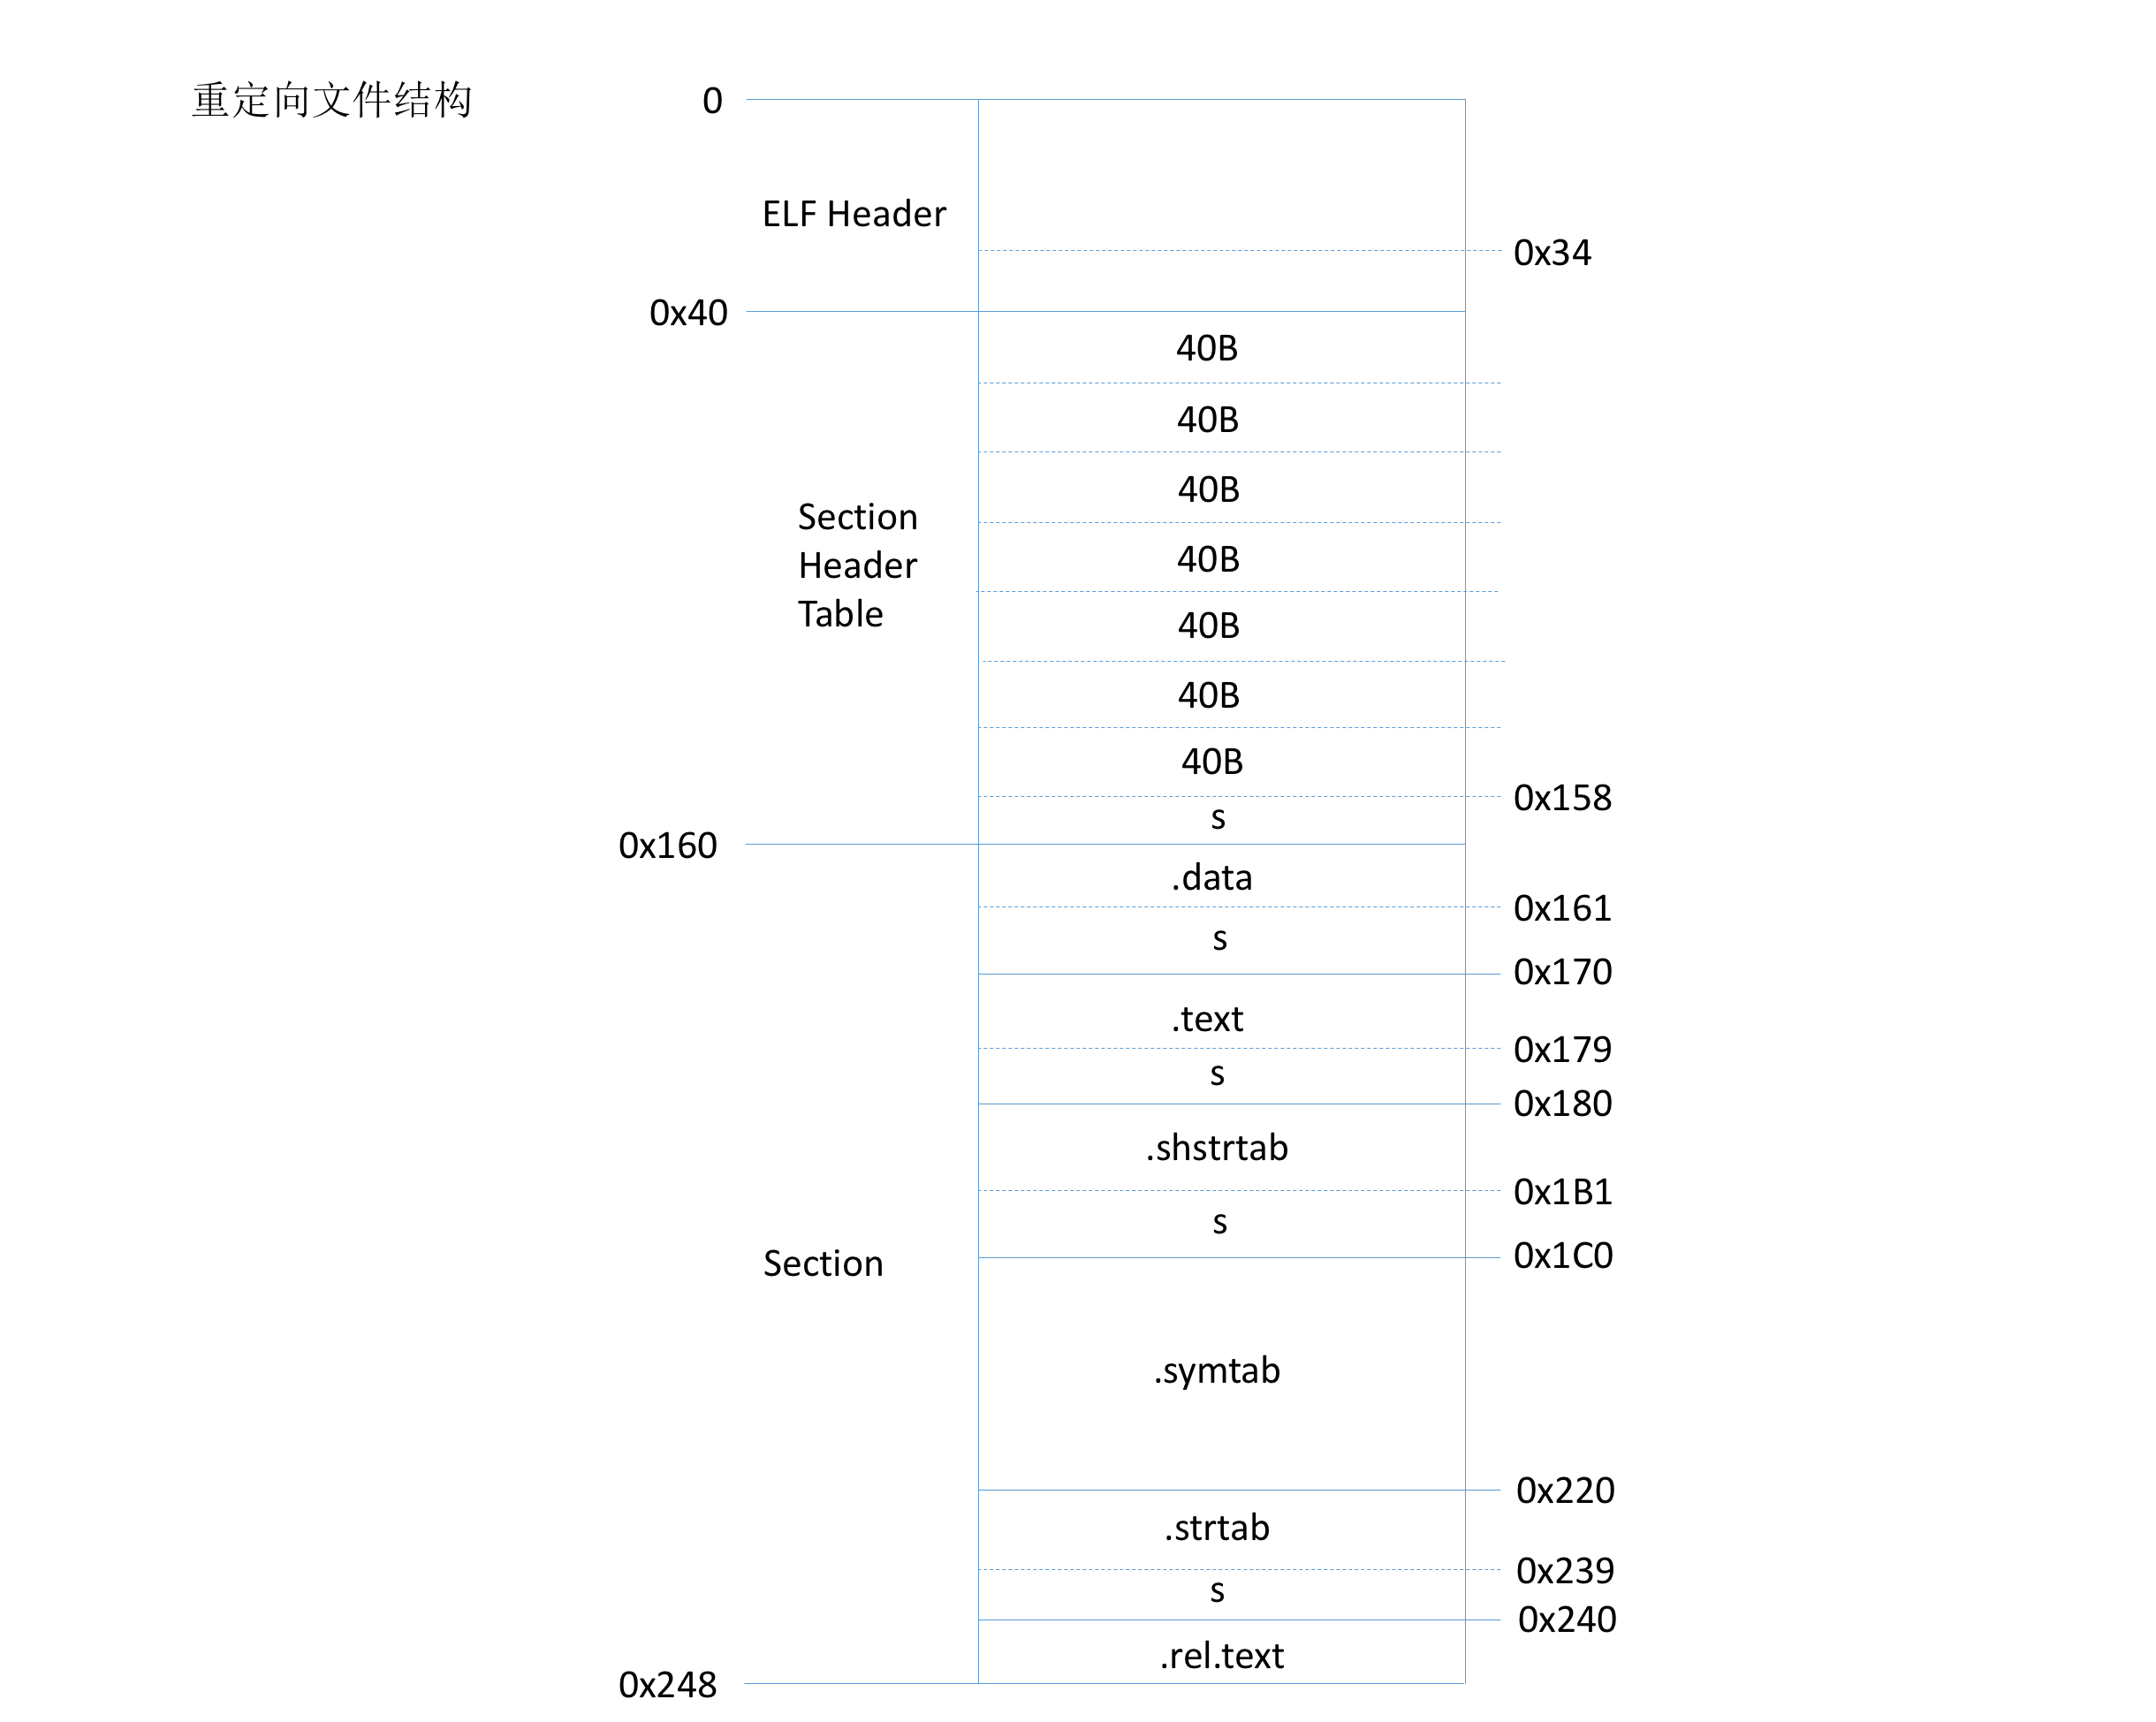 重定向文件结构
0
ELF Header
0x34
0x40
40B
40B
40B
Section
Header
Table
40B
40B
40B
40B
0x158
s
0x160
.data
0x161
s
0x170
.text
0x179
s
0x180
.shstrtab
0x1B1
s
0x1C0
Section
.symtab
0x220
.strtab
0x239
s
0x240
.rel.text
0x248